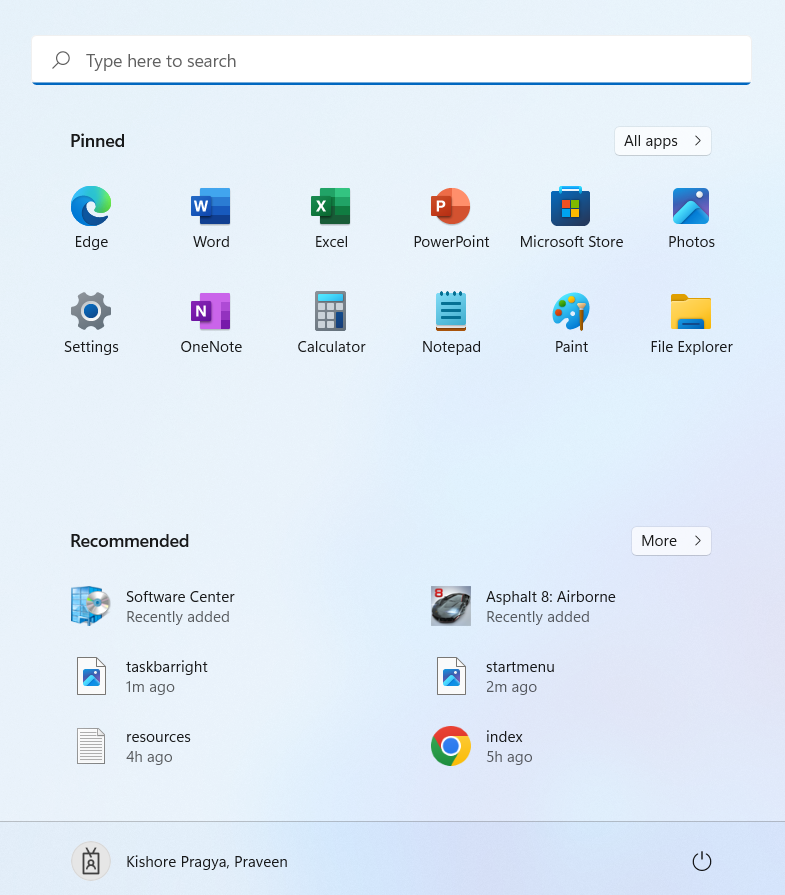 Type here to search
Pinned
All apps
Edge
Word
Excel
PowerPoint
Microsoft Store
Photos
Settings
OneNote
Calculator
Notepad
Paint
File Explorer
Recommended
More
Software Center
Recently added
Asphalt 8: Airborne
Recently added
taskbarright
1m ago
startmenu
2m ago
resources
4h ago
index
5h ago
Kishore Pragya, Praveen